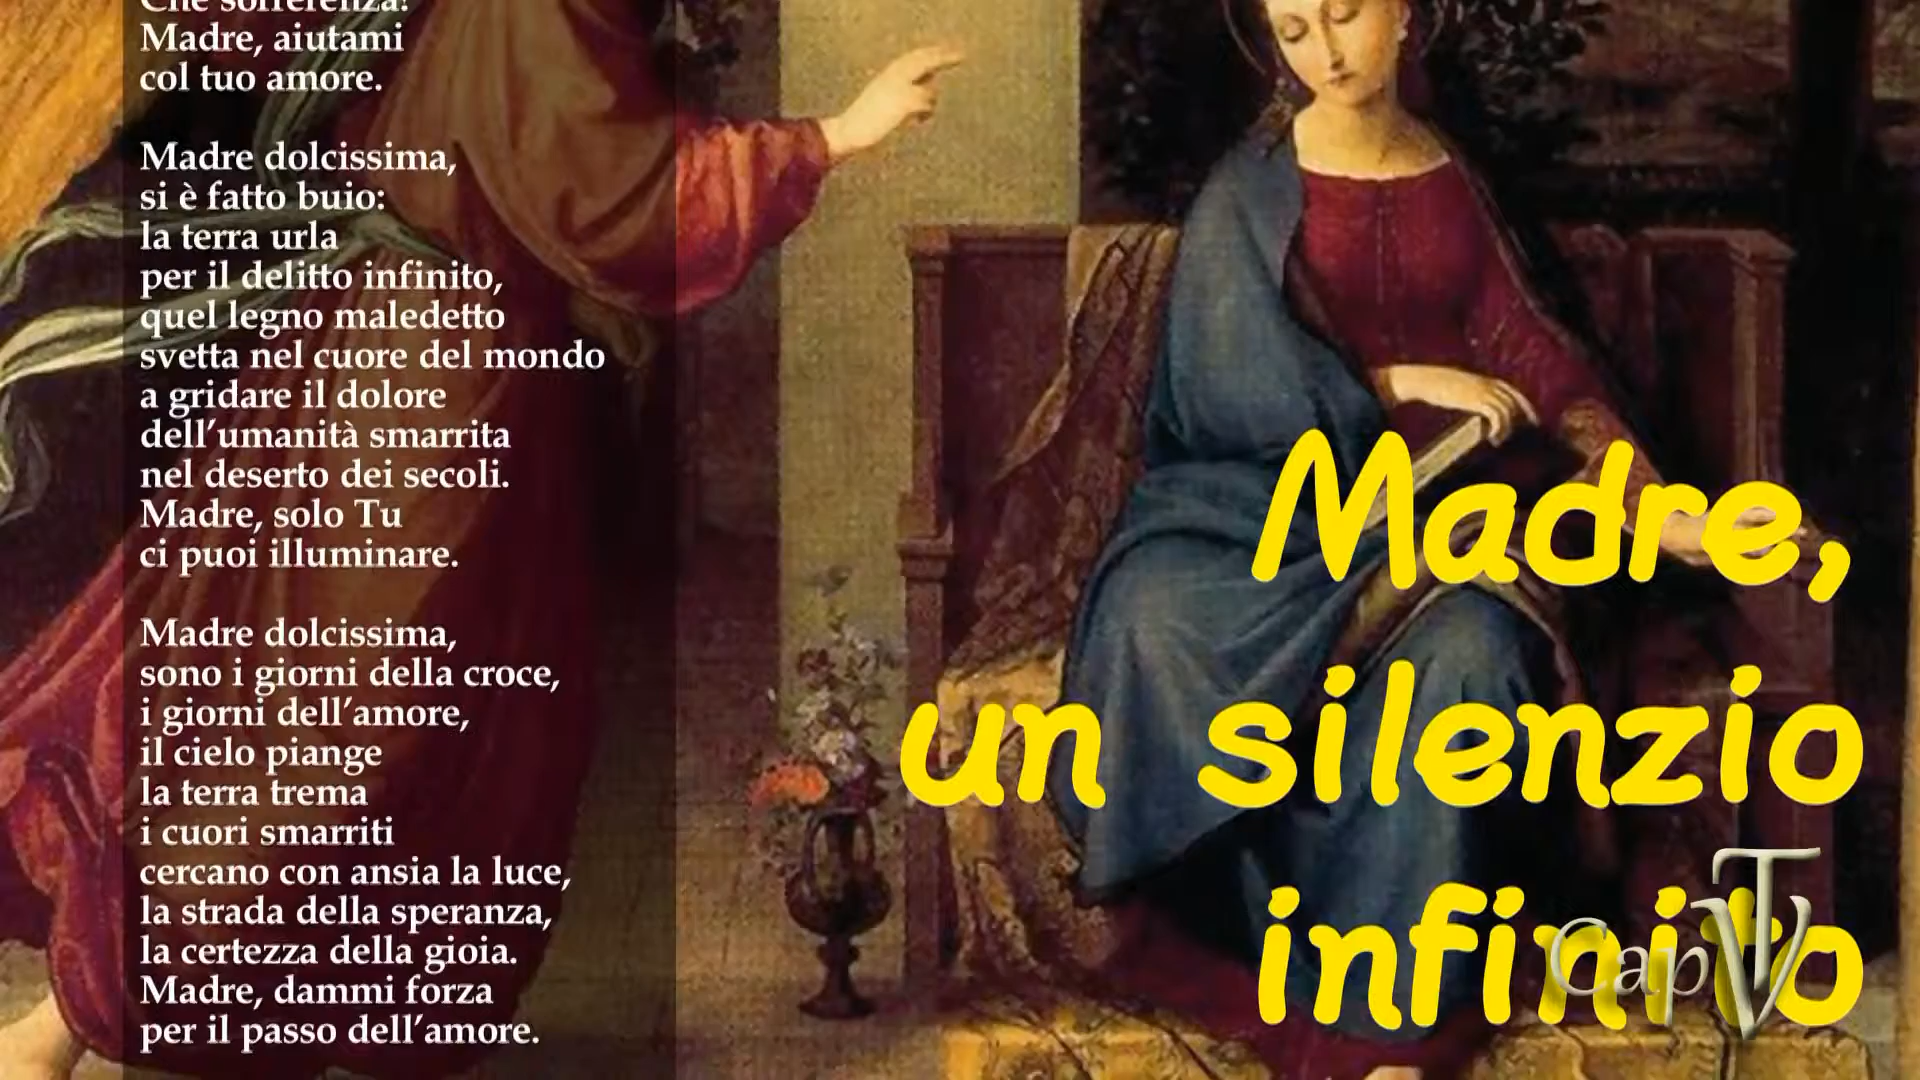 Che sofferenza!
Madre, aiutami
col tuo amore.
Madre dolcissima,
si è fatto buio:
la terra urla
per il delitto infinito,
quel legno maledetto
svetta nel cuore del mondo
a gridare il dolore
dell’umanità smarrita
nel deserto dei secoli.
Madre, solo Tu
ci puoi illuminare.
Madre dolcissima,
sono i giorni della croce,
i giorni dell’amore,
il cielo piange
la terra trema
i cuori smarriti
cercano con ansia la luce,
la strada della speranza,
la certezza della gioia.
Madre, dammi forza
per il passo dell’amore.
Madre,
un silenzio
infinito
Cap TV